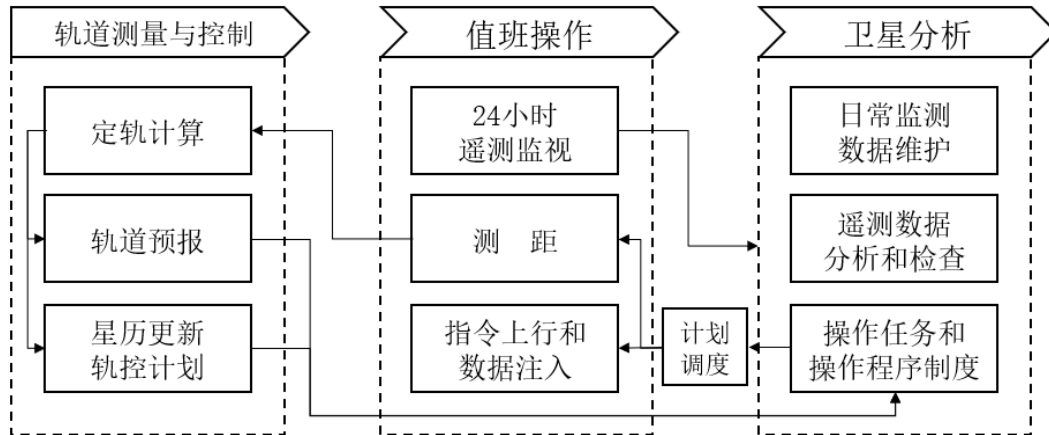 轨道测量与控制
值班操作
卫星分析
定轨计算
24小时
遥测监视
日常监测
数据维护
轨道预报
测 距
遥测数据
分析和检查
星历更新
轨控计划
指令上行和
数据注入
计划
调度
操作任务和
操作程序制度